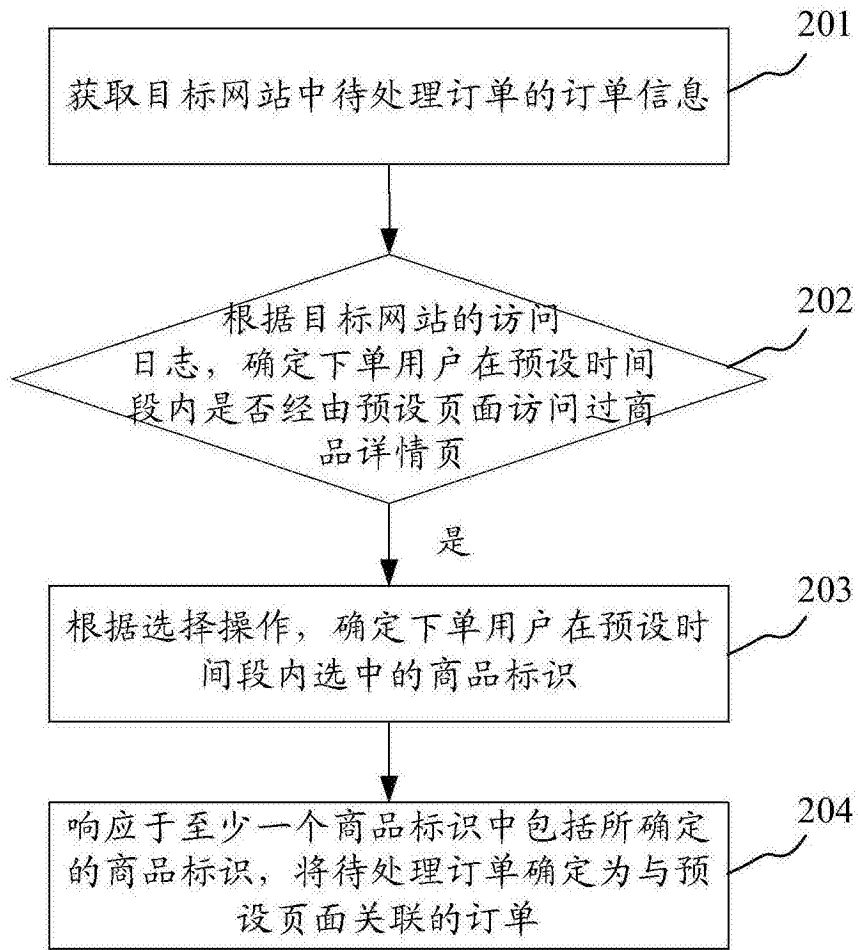 201
获取目标网站中待处理订单的订单信息
202
根据目标网站的访问
日志，确定下单用户在预设时间
段内是否经由预设页面访问过商
品详情页
是
203
根据选择操作，确定下单用户在预设时
间段内选中的商品标识
204
响应于至少一个商品标识中包括所确定
的商品标识，将待处理订单确定为与预
设页面关联的订单